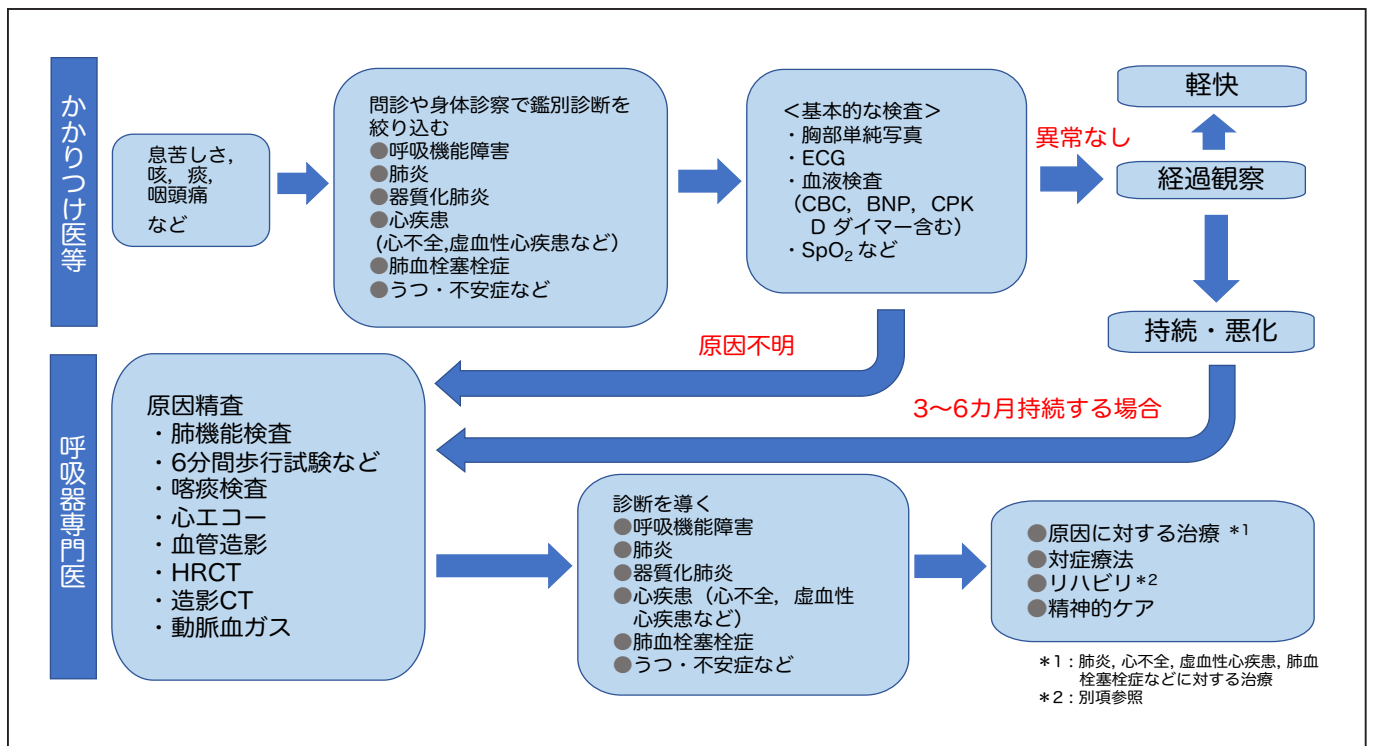 かかりつけ医等
息苦しさ,
咳, 痰,
咽頭痛
など
問診や身体診察で鑑別診断を
絞り込む
●呼吸機能障害
●肺炎
●器質化肺炎
●心疾患
(心不全,虚血性心疾患など)
●肺血栓塞栓症
●うつ・不安症など
＜基本的な検査＞
・胸部単純写真
・ECG
・血液検査
（CBC，BNP，CPK
D ダイマー含む）
・SpO₂ など
異常なし
軽快
経過観察
持続・悪化
原因不明
3〜6カ月持続する場合
呼吸器専門医
原因精査
・肺機能検査
・6分間歩行試験など
・喀痰検査
・心エコー
・血管造影
・HRCT
・造影CT
・動脈血ガス
診断を導く
●呼吸機能障害
●肺炎
●器質化肺炎
●心疾患（心不全，虚血性
心疾患など）
●肺血栓塞栓症
●うつ・不安症など
●原因に対する治療 *1
●対症療法
●リハビリ*2
●精神的ケア
＊1：肺炎, 心不全, 虚血性心疾患, 肺血
栓塞栓症などに対する治療
＊2：別項参照